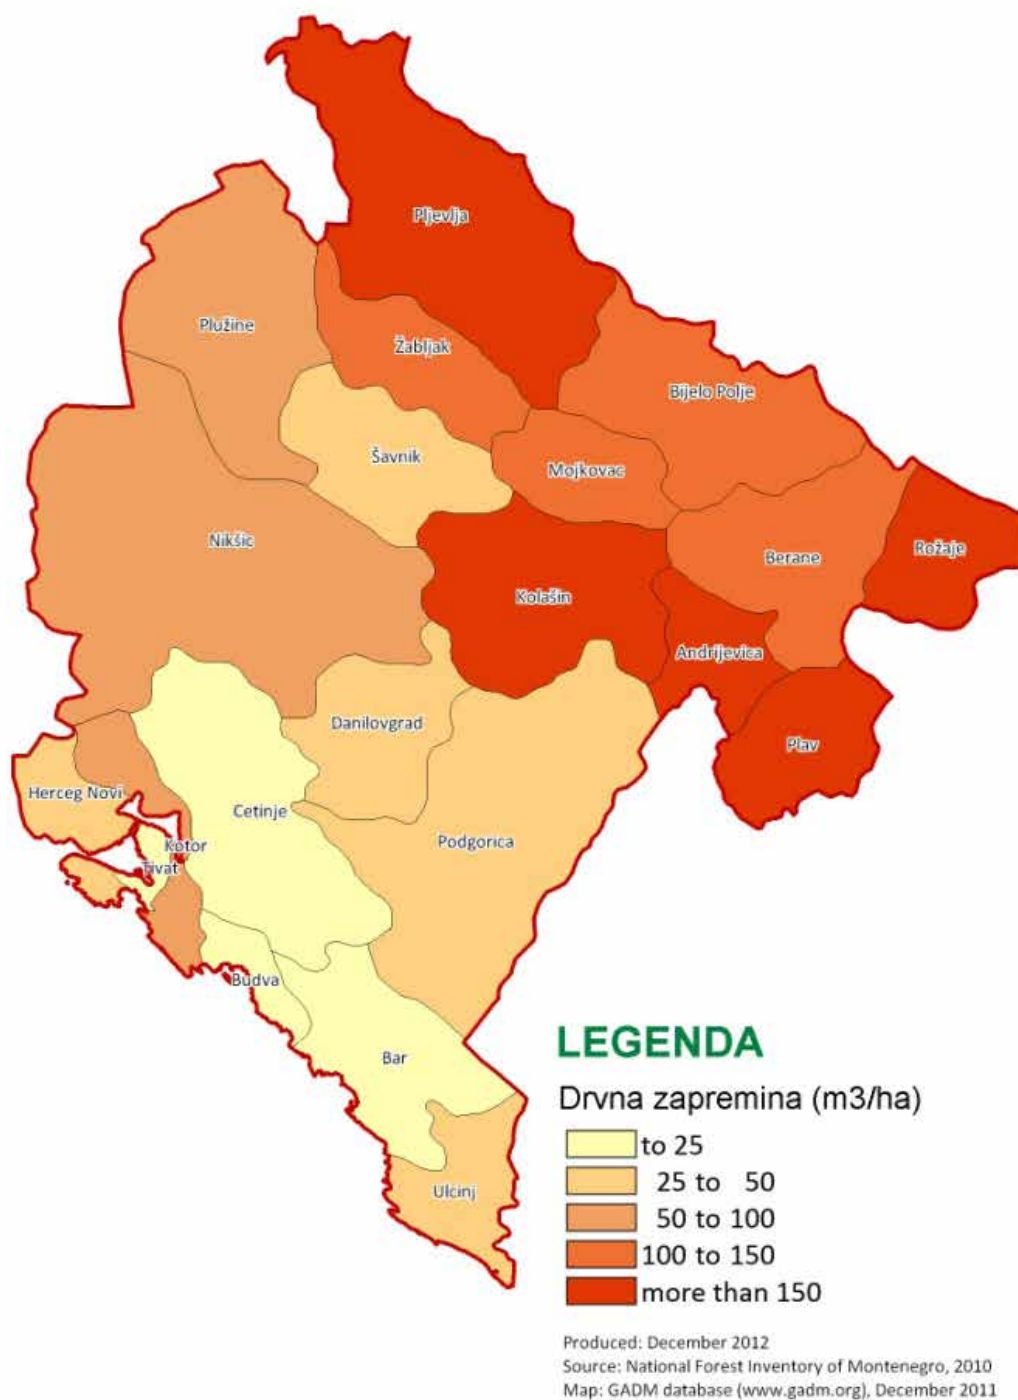 Pljevlja
Plužine
Žabljak
Bijelo Polje
Šavnik
Mojkovac
Nikšic
Berane
Rožaje
Kolašin
Andrijevica
Danilovgrad
Plav
Herceg Novi
Cetinje
Podgorica
Kotor
Tivat
Budva
Bar
Ulcinj
LEGENDA
Drvna zapremina (m3/ha)
to 25
25 to 50
50 to 100
100 to 150
more than 150
Produced: December 2012
Source: National Forest Inventory of Montenegro, 2010
Map: GADM database (www.gadm.org), December 2011